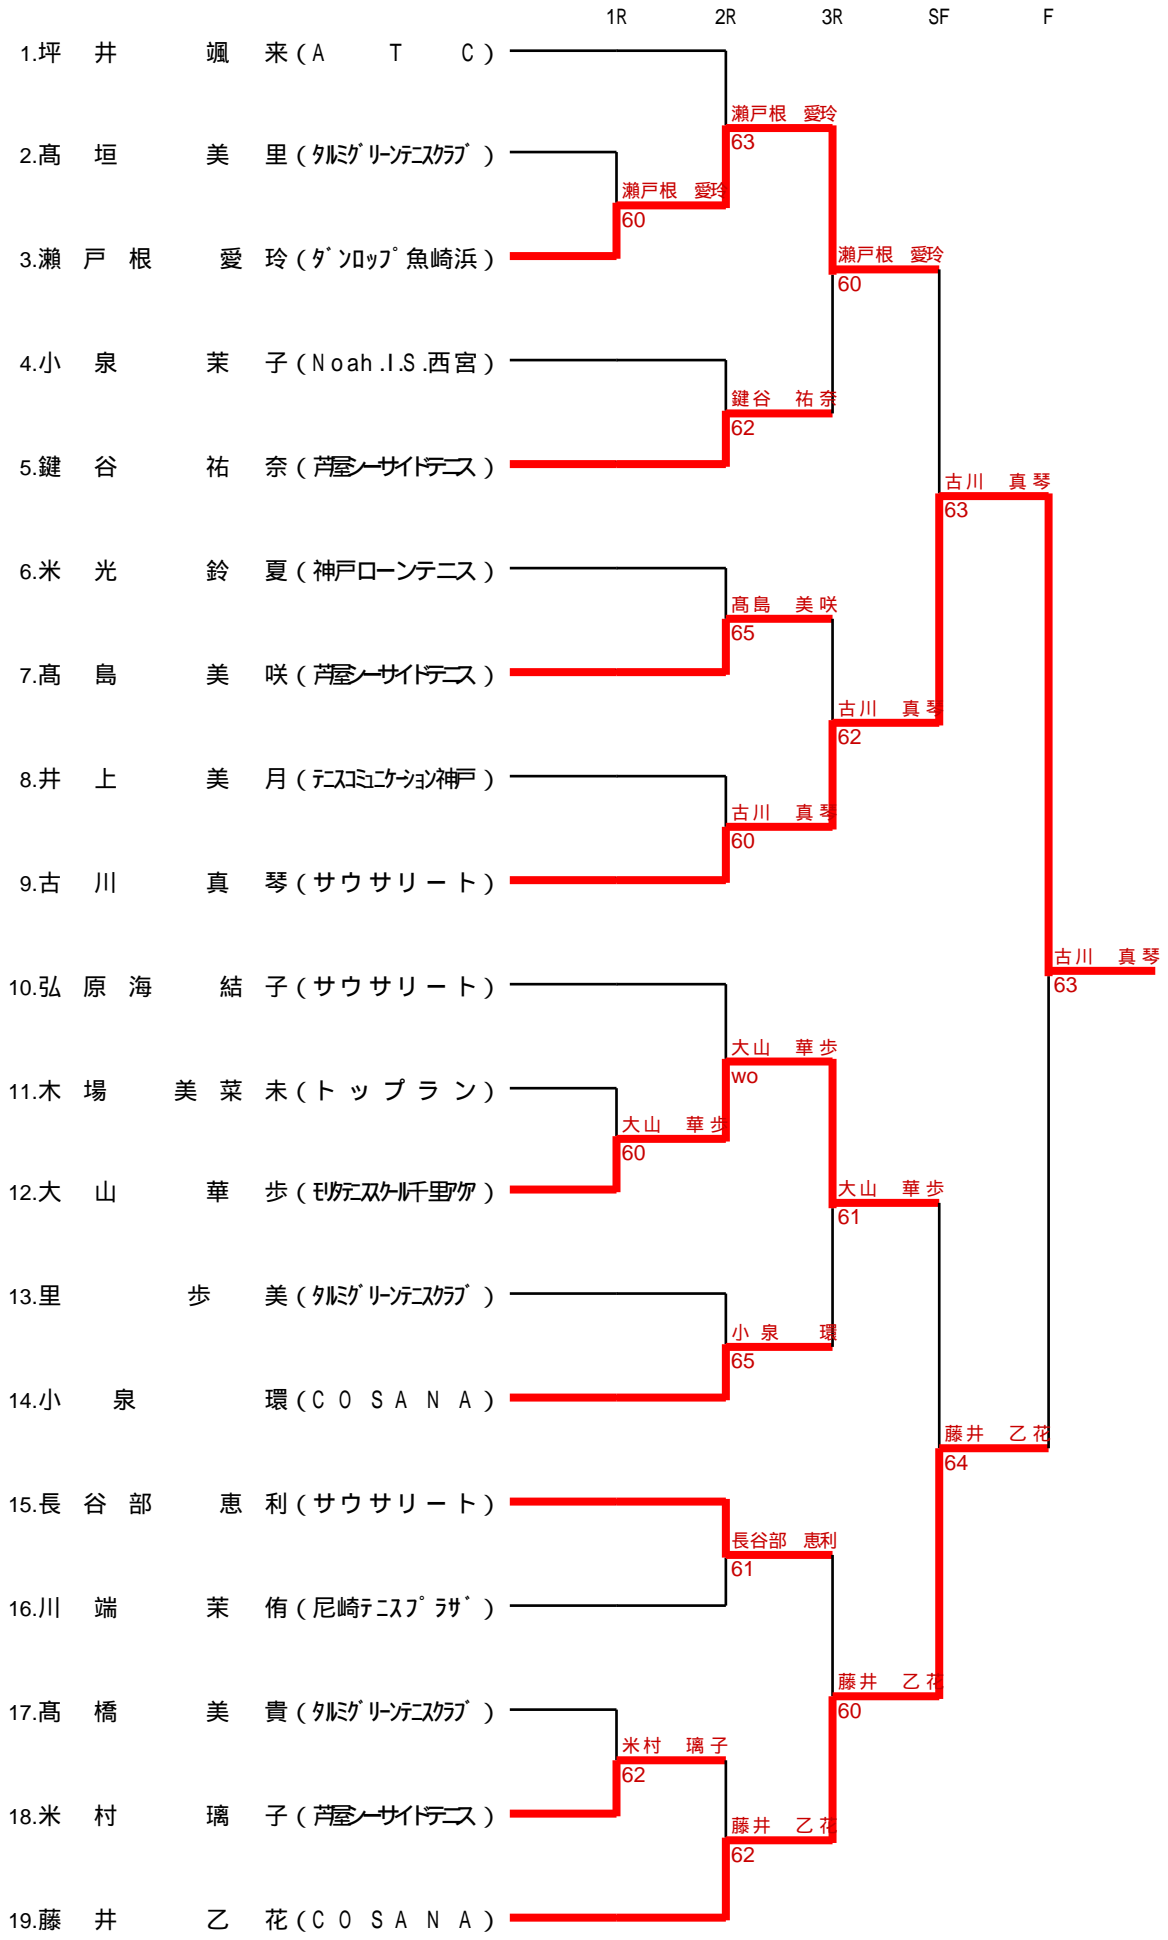 1R 2R 3R SF F
1.坪 井 颯 来 (A T C)
瀬戸根 愛玲
63
2.髙 垣 美 里 (タルミグリーンテニスクラブ)
瀬戸根 愛玲
60
3.瀬 戸 根 愛 玲 (ダンロップ魚崎浜)
瀬戸根 愛玲
60
4.小 泉 茉 子 (Noah.I.S.西宮)
鍵谷 祐奈
62
5.鍵 谷 祐 奈 (芦屋シーサイドテニス)
古川 真琴
63
6.米 光 鈴 夏 (神戸ローンテニス)
髙島 美咲
65
7.髙 島 美 咲 (芦屋シーサイドテニス)
古川 真琴
62
8.井 上 美 月 (テニスコミュニケーション神戸)
古川 真琴
60
9.古 川 真 琴 (サウサリート)
古川 真琴
63
10.弘 原 海 結 子 (サウサリート)
大山 華歩
wo
11.木 場 美 菜 未 (トップラン)
大山 華歩
60
12.大 山 華 歩 (モリタテニススクール千里アクア)
大山 華歩
61
13.里 歩 美 (タルミグリーンテニスクラブ)
小泉 環
65
14.小 泉 環 (COSANA)
藤井 乙花
64
15.長 谷 部 恵 利 (サウサリート)
長谷部 恵利
61
16.川 端 茉 侑 (尼崎テニスプラザ)
藤井 乙花
60
17.髙 橋 美 貴 (タルミグリーンテニスクラブ)
米村 璃子
62
18.米 村 璃 子 (芦屋シーサイドテニス)
藤井 乙花
62
19.藤 井 乙 花 (COSANA)